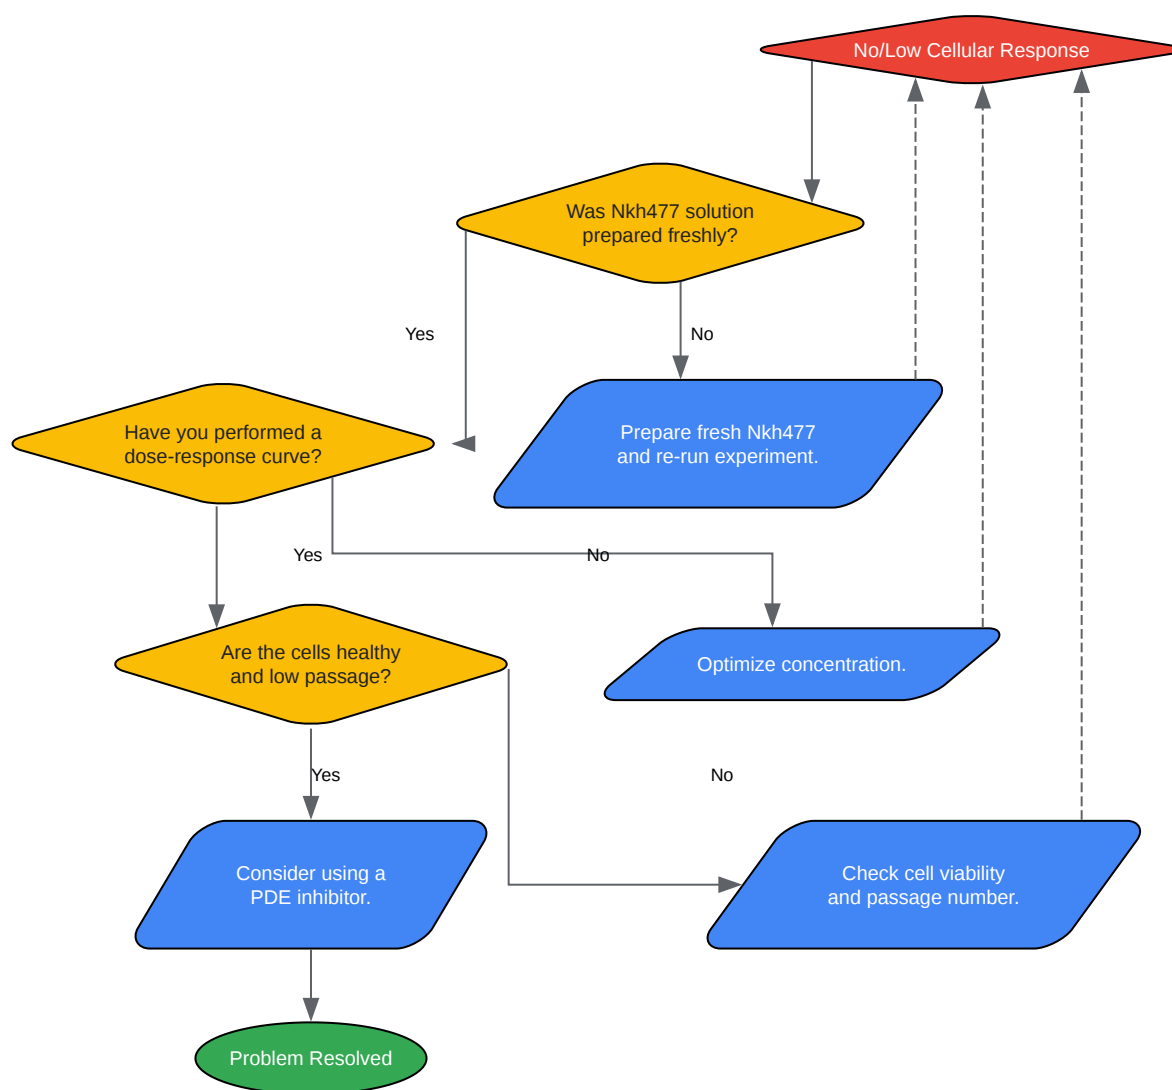 No/Low Cellular Response
Was Nkh477 solution
prepared freshly?
Yes
No
Have you performed a
dose-response curve?
Prepare fresh Nkh477
and re-run experiment.
Yes
No
Are the cells healthy
and low passage?
Optimize concentration.
Yes
No
Consider using a
PDE inhibitor.
Check cell viability
and passage number.
Problem Resolved